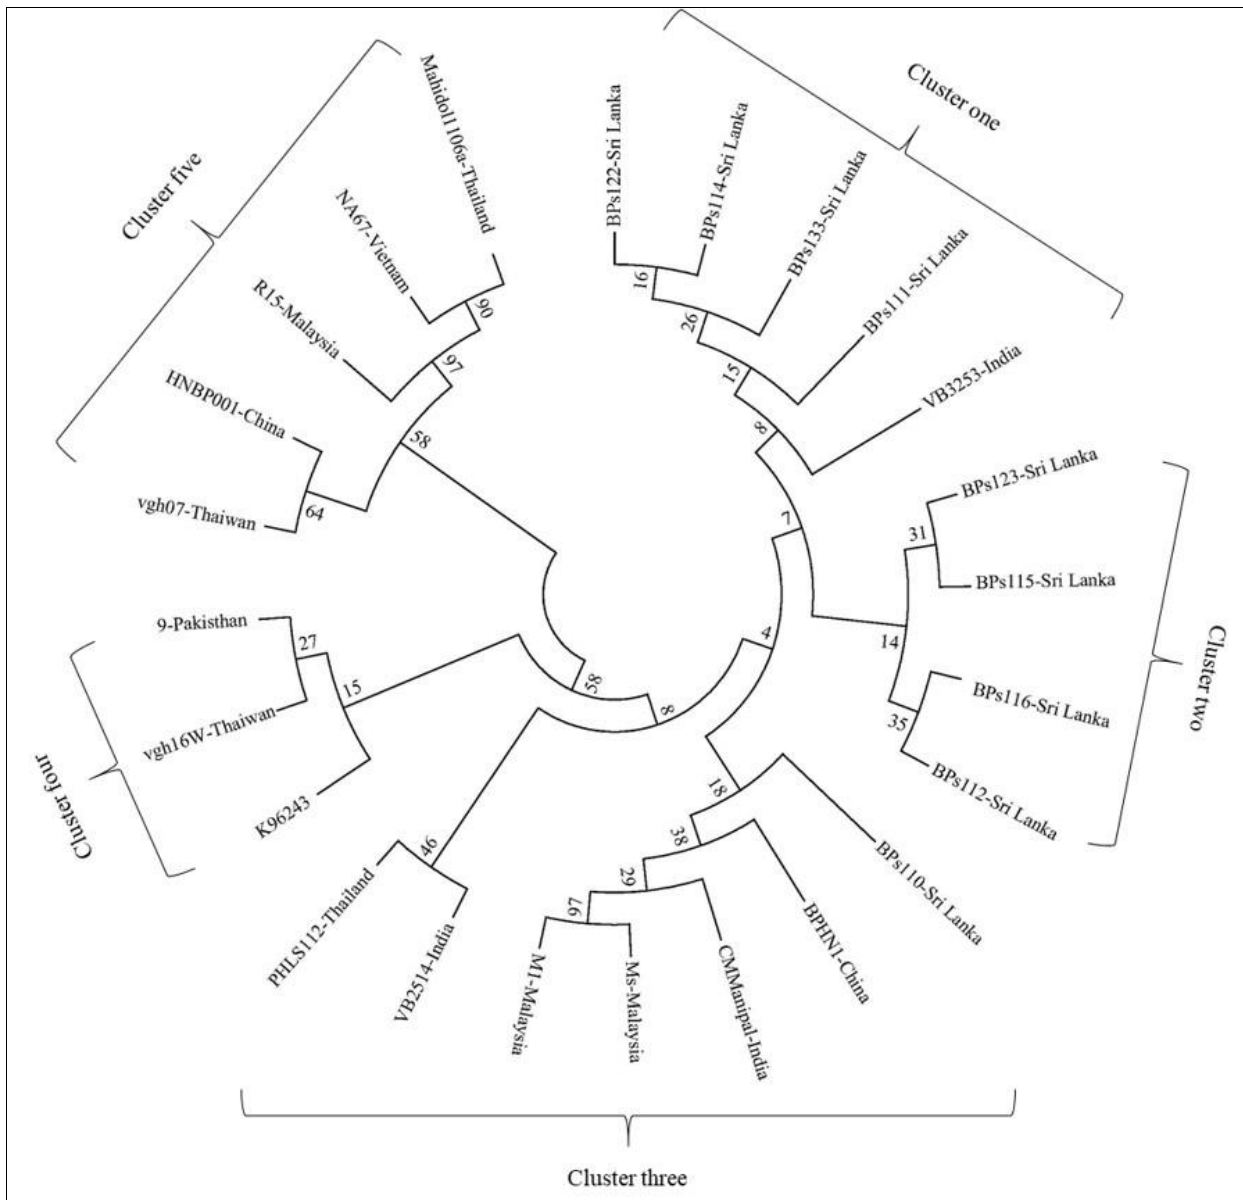 Cluster one
BPs122-Sri Lanka
BPs114-Sri Lanka
BPs133-Sri Lanka
BPs111-Sri Lanka
VB3253-India
16
26
15
8
7
Cluster two
BPs123-Sri Lanka
BPs115-Sri Lanka
BPs116-Sri Lanka
BPs112-Sri Lanka
31
14
35
4
Cluster three
BPs110-Sri Lanka
BPHN1-China
CMManipal-India
Ms-Malaysia
M1-Malaysia
VB2514-India
PHLS112-Thailand
18
38
29
97
46
8
58
Cluster four
K96243
vgh16W-Thaiwan
9-Pakisthan
15
27
Cluster five
vgh07-Thaiwan
HNBP001-China
R15-Malaysia
NA67-Vietnam
Mahidol1106a-Thailand
64
58
97
90